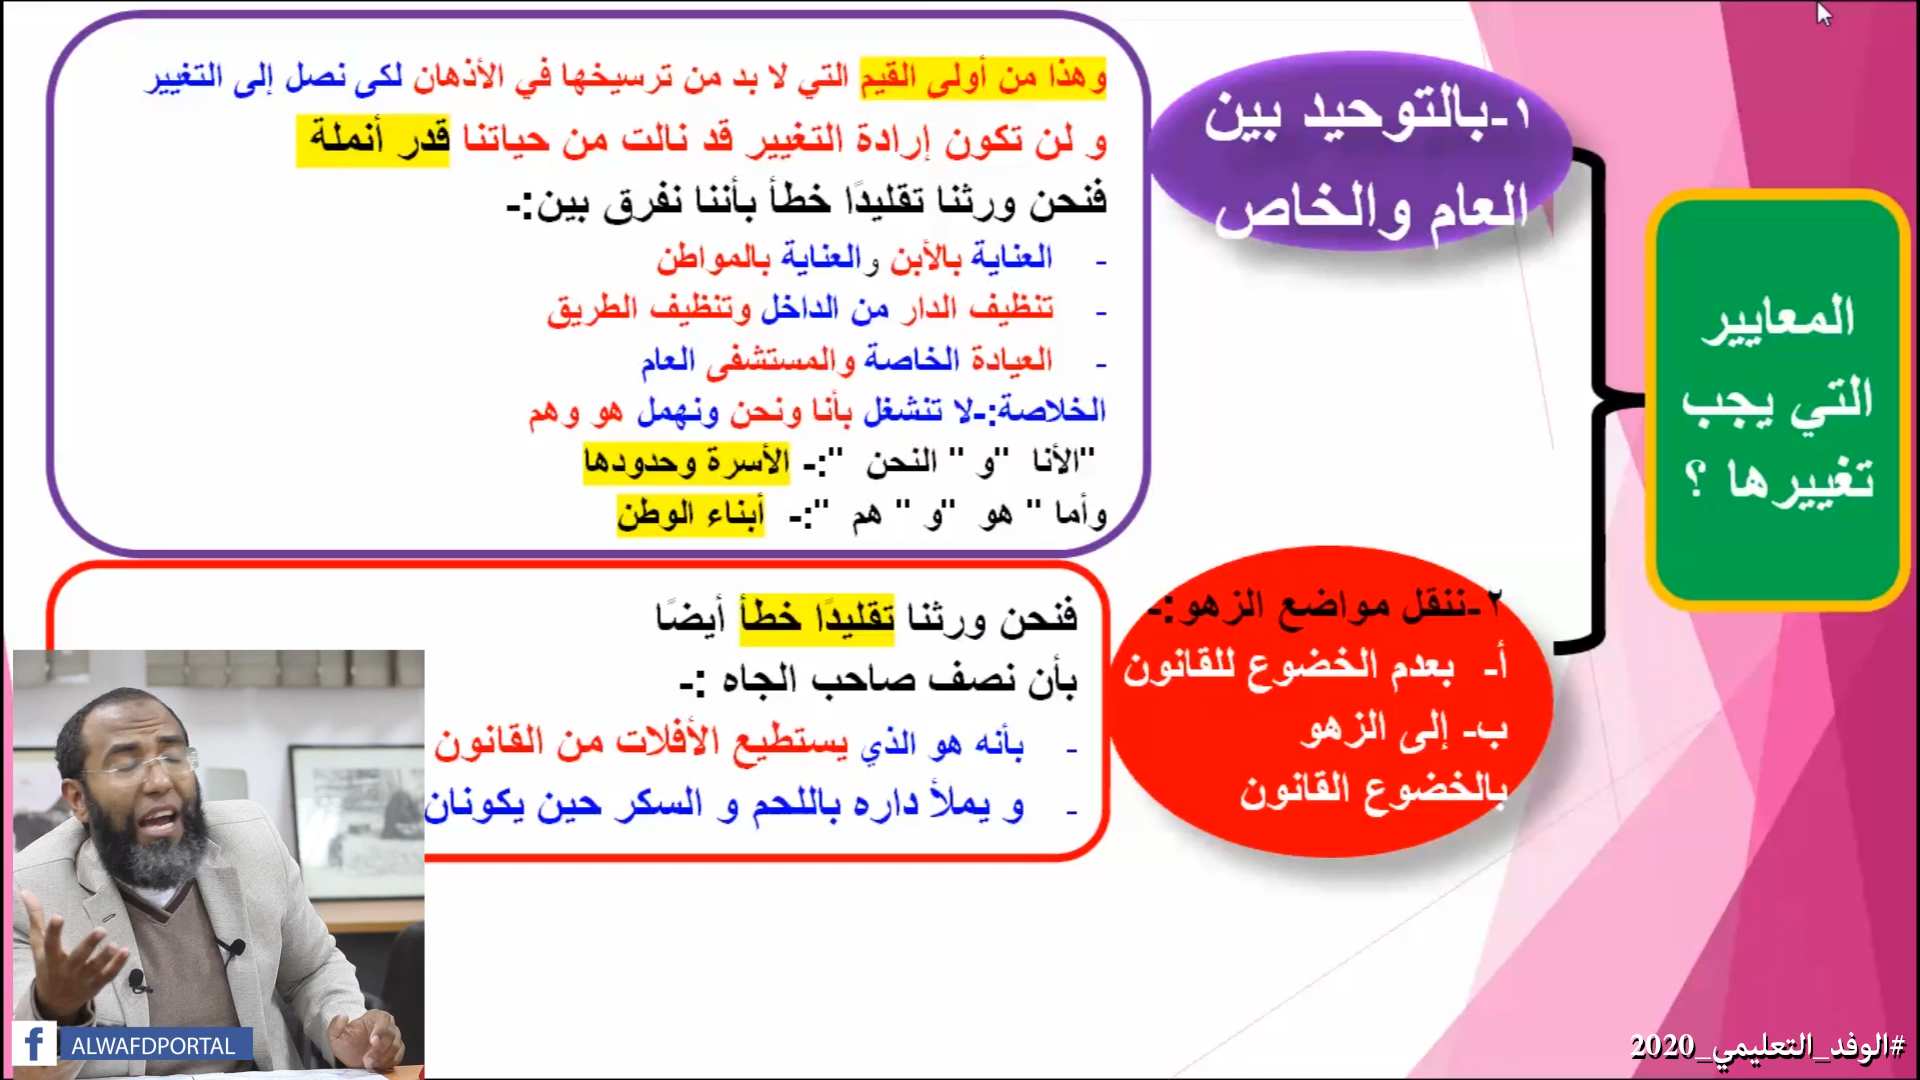 المعايير
التي يجب
تغييرها ؟
١-بالتوحيد بين
العام والخاص
وهذا من أولى القيم التي لا بد من ترسيخها في الأذهان لكى نصل إلى التغيير
و لن تكون إرادة التغيير قد نالت من حياتنا قدر أنملة
فنحن ورثنا تقليدًا خطأ بأننا نفرق بين:-
- العناية بالأبن والعناية بالمواطن
- تنظيف الدار من الداخل وتنظيف الطريق
- العيادة الخاصة والمستشفى العام
الخلاصة:-لا تنشغل بأنا ونحن ونهمل هو وهم
"الأنا "و " النحن ":- الأسرة وحدودها
وأما " هو "و " هم ":- أبناء الوطن
٢-ننقل مواضع الزهو:-
أ- بعدم الخضوع للقانون
ب- إلى الزهو
بالخضوع القانون
فنحن ورثنا تقليدًا خطأ أيضًا
بأن نصف صاحب الجاه :-
- بأنه هو الذي يستطيع الأفلات من القانون
- و يملأ داره باللحم و السكر حين يكونان
f ALWAFDPORTAL
#الوفد_التعليمي_2020